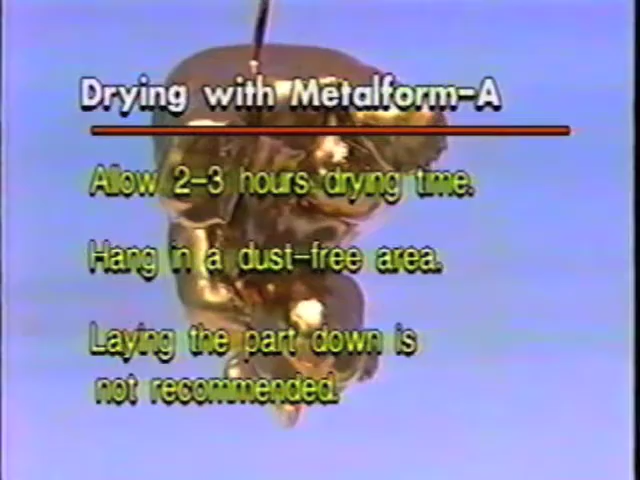 Drying with Metalform-A
Allow 2-3 hours drying time.
Hang in a dust-free area.
Laying the part down is
not recommended.